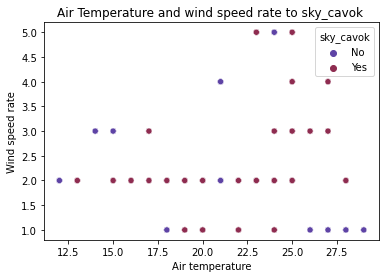 Air Temperature and wind speed rate to sky_cavok
sky_cavok
No
Yes
5.0
4.5
4.0
3.5
3.0
2.5
2.0
1.5
1.0
Wind speed rate
12.5 15.0 17.5 20.0 22.5 25.0 27.5
Air temperature